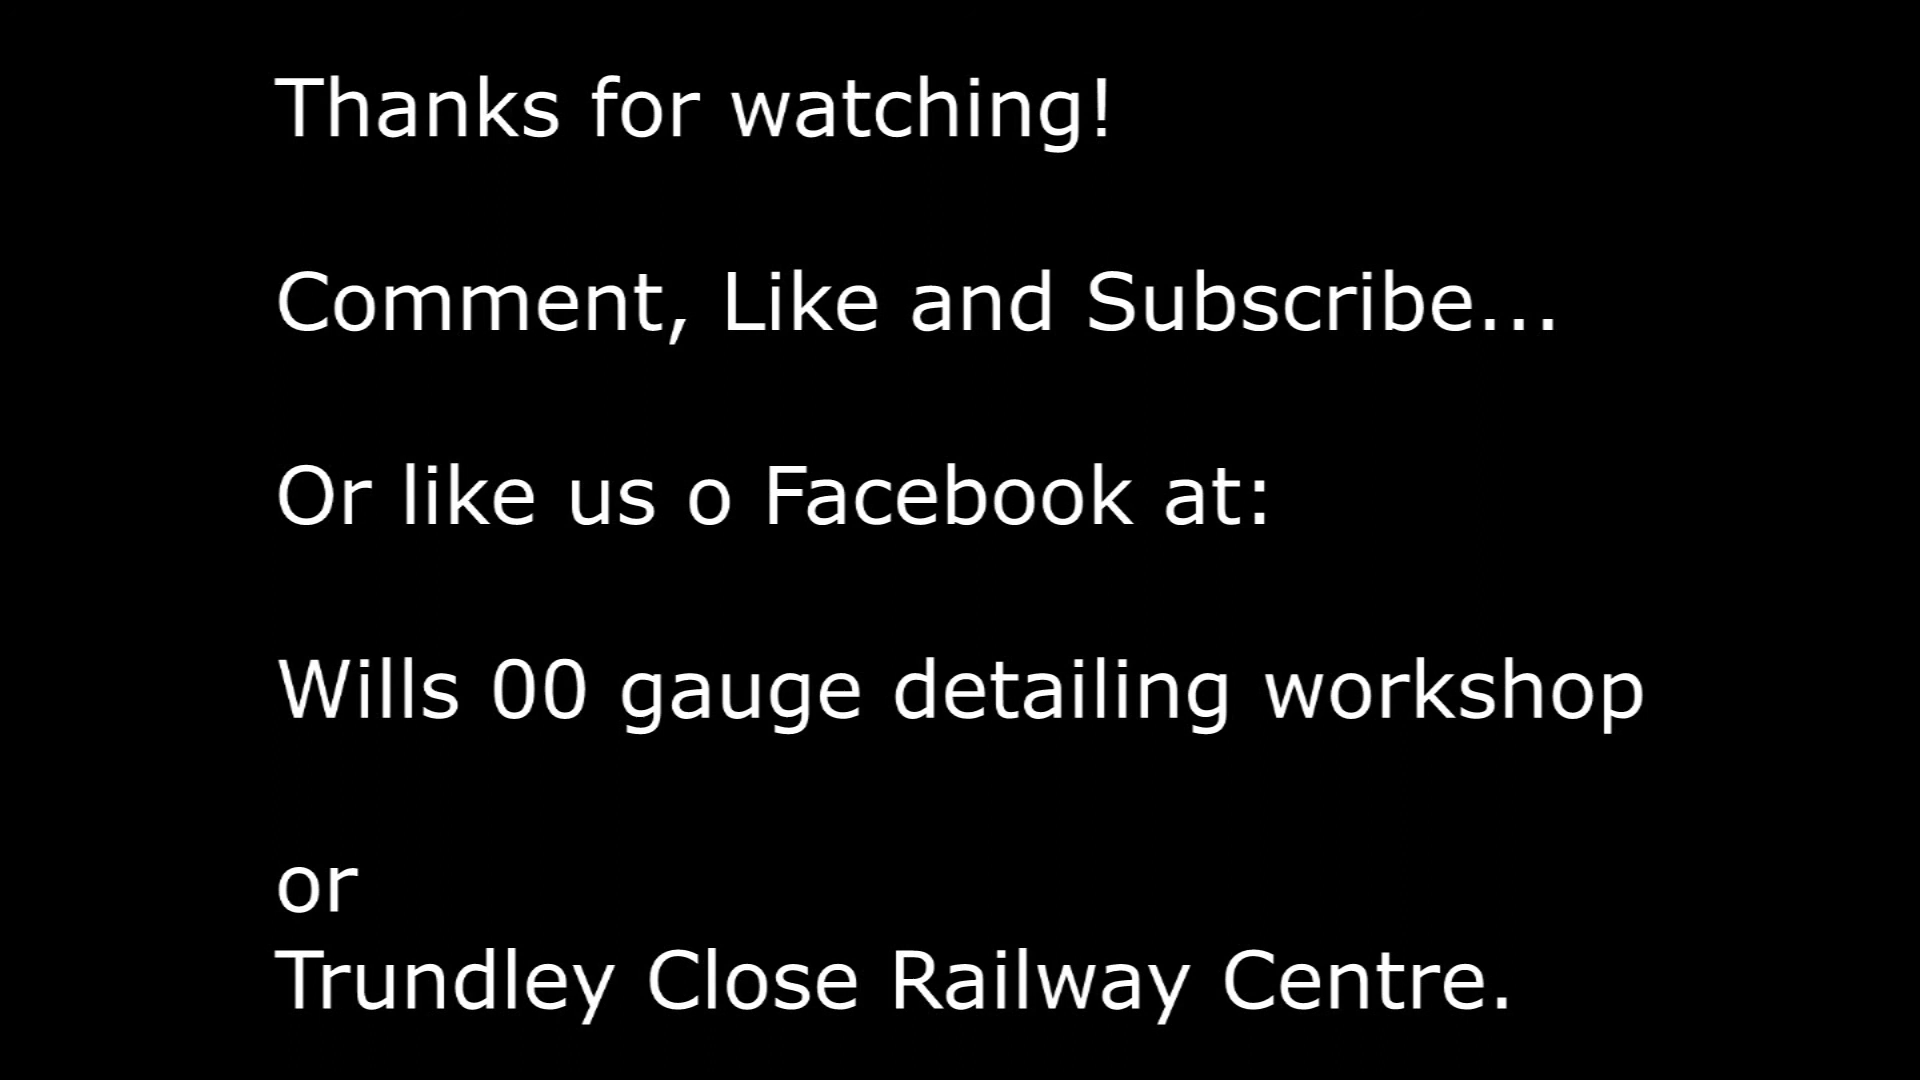 Thanks for watching!
Comment, Like and Subscribe...
Or like us o Facebook at:
Wills 00 gauge detailing workshop
or
Trundley Close Railway Centre.